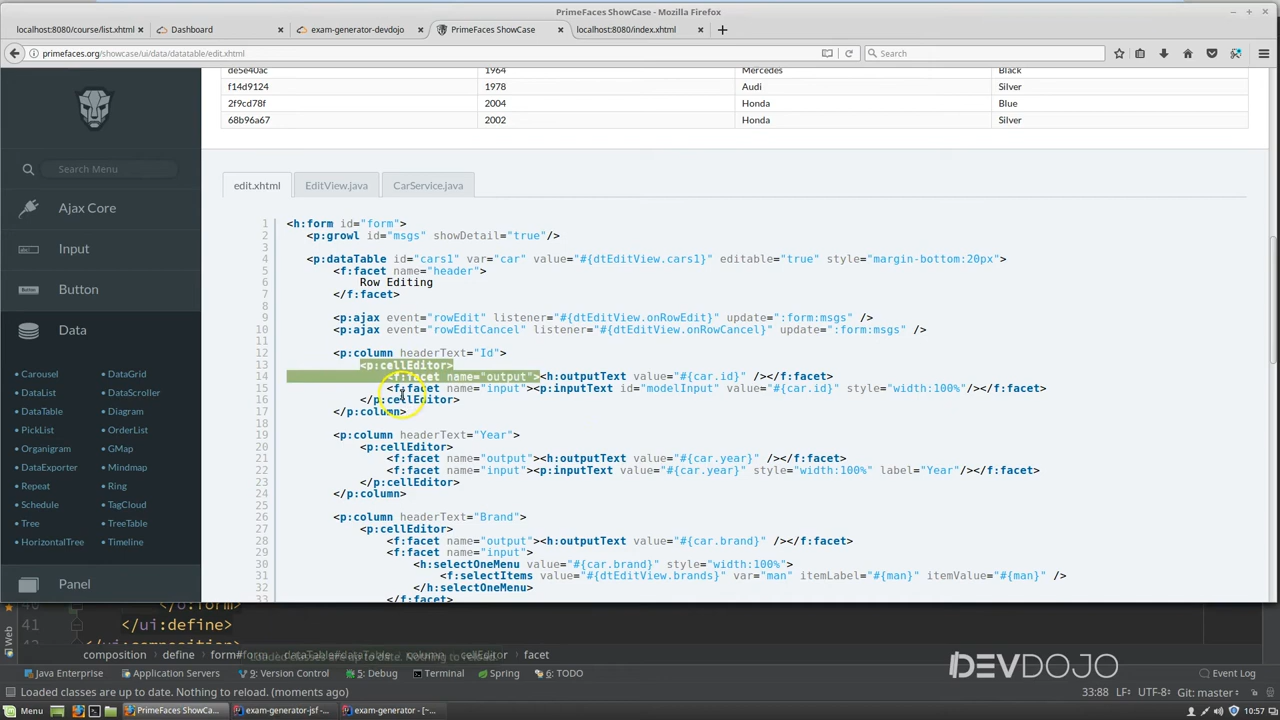 PrimeFaces ShowCase - Mozilla Firefox
localhost:8080/course/list.xhtml × Dashboard × exam-generator-devdojo × PrimeFaces ShowCase × localhost:8080/index.xhtml × +
primefaces.org/showcase/ui/data/datatable/edit.xhtml Search
de5e40ac 1964 Mercedes Black
f14d9124 1978 Audi Silver
2f9cd78f 2004 Honda Blue
68b96a67 2002 Honda Silver
Search Menu
Ajax Core
Input
Button
Data
• Carousel • DataGrid
• DataList • DataScroller
• DataTable • Diagram
• PickList • OrderList
• Organigram • GMap
• DataExporter • Mindmap
• Repeat • Ring
• Schedule • TagCloud
• Tree • TreeTable
• HorizontalTree • Timeline
Panel
edit.xhtml EditView.java CarService.java
1 <h:form id="form">
2 <p:growl id="msgs" showDetail="true"/>
3
4 <p:dataTable id="cars1" var="car" value="#{dtEditView.cars1}" editable="true" style="margin-bottom:20px">
5 <f:facet name="header">
6 Row Editing
7 </f:facet>
8
9 <p:ajax event="rowEdit" listener="#{dtEditView.onRowEdit}" update=":form:msgs" />
10 <p:ajax event="rowEditCancel" listener="#{dtEditView.onRowCancel}" update=":form:msgs" />
11
12 <p:column headerText="Id">
13 <p:cellEditor>
14 <f:facet name="output"><h:outputText value="#{car.id}" /></f:facet>
15 <f:facet name="input"><p:inputText id="modelInput" value="#{car.id}" style="width:100%"/></f:facet>
16 </p:cellEditor>
17 </p:column>
18
19 <p:column headerText="Year">
20 <p:cellEditor>
21 <f:facet name="output"><h:outputText value="#{car.year}" /></f:facet>
22 <f:facet name="input"><p:inputText value="#{car.year}" style="width:100%" label="Year"/></f:facet>
23 </p:cellEditor>
24 </p:column>
25
26 <p:column headerText="Brand">
27 <p:cellEditor>
28 <f:facet name="output"><h:outputText value="#{car.brand}" /></f:facet>
29 <f:facet name="input">
30 <h:selectOneMenu value="#{car.brand}" style="width:100%">
31 <f:selectItems value="#{dtEditView.brands}" var="man" itemLabel="#{man}" itemValue="#{man}" />
32 </h:selectOneMenu>
33 </f:facet>
41 </ui:define>
Web
composition define form#form dataTable#dataTable column cellEditor facet
Loaded classes are up to date. Nothing to reload.
Java Enterprise Application Servers 9: Version Control 5: Debug Terminal Spring 6: TODO Event Log
DEVDOJO
Loaded classes are up to date. Nothing to reload. (moments ago) 33:88 LF÷ UTF-8÷ Git: master÷
Menu PrimeFaces ShowCa... exam-generator-jsf -... exam-generator - [~... 10:57